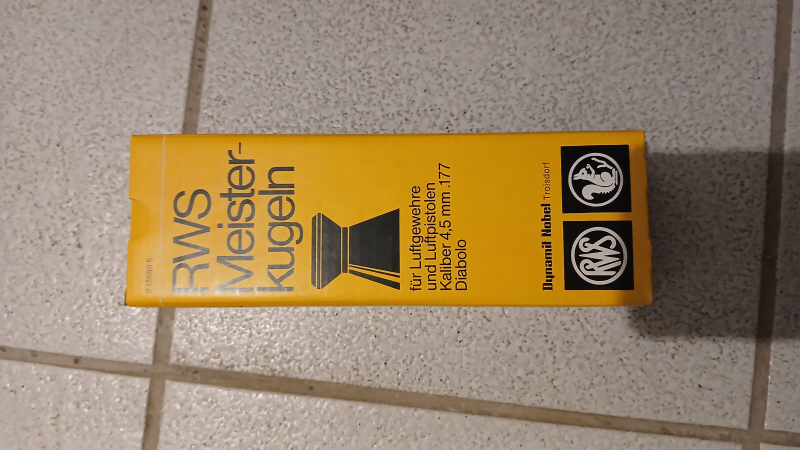 RWS
Meister-
kugeln
für Luftgewehre
und Luftpistolen
Kaliber 4,5 mm .177
Diabolo
Dynamit Nobel Troisdorf
RWS